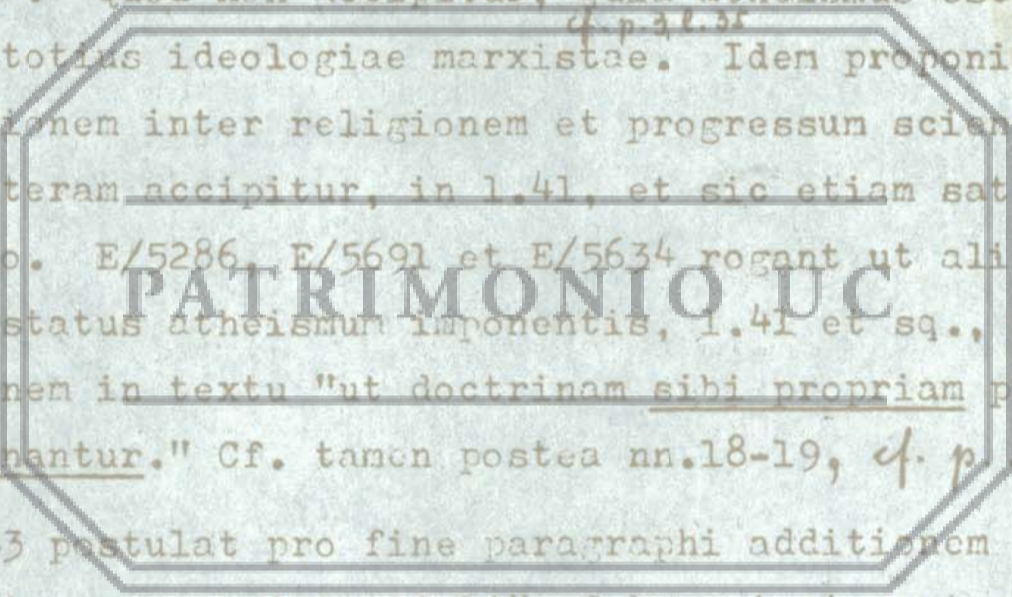 cf. p. 3, l. 35
totius ideologiae marxistae. Idem proponi
ionem inter religionem et progressum scien
teram accipitur, in l.41, et sic etiam sat
o. E/5286, E/5691 et E/5634 rogant ut ali
PATRIMONIO UC
status atheismum imponentis, l.41 et sq.,
nem in textu "ut doctrinam sibi propriam p
nantur." Cf. tamen postea nn.18-19, cf. p
3 postulat pro fine paragraphi additionem